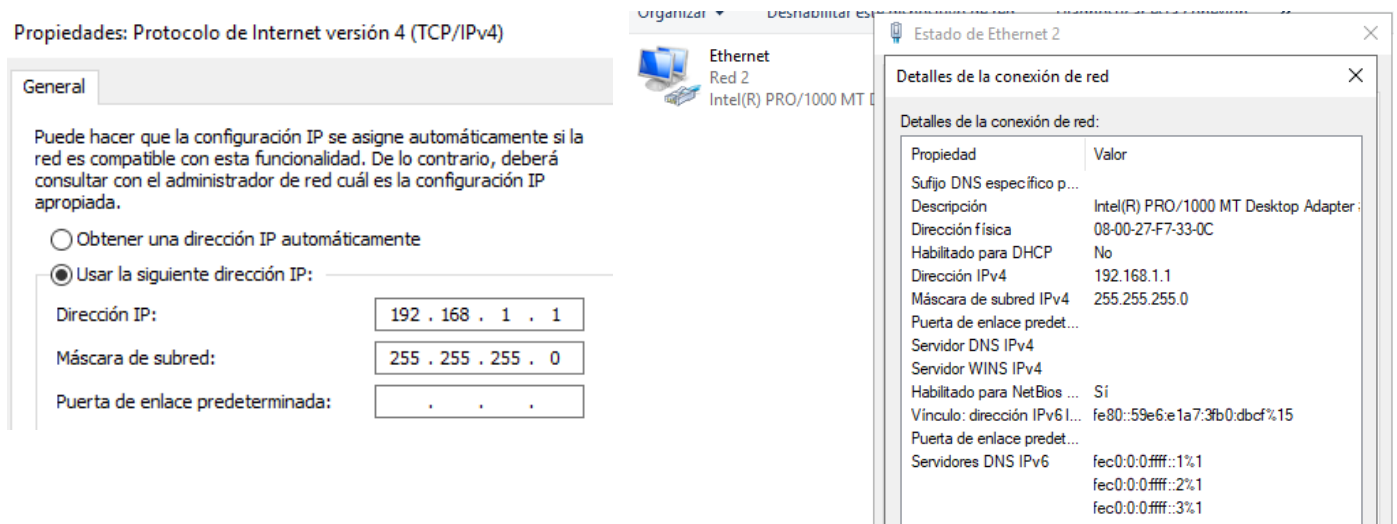 Propiedades: Protocolo de Internet versión 4 (TCP/IPv4)
General
Puede hacer que la configuración IP se asigne automáticamente si la
red es compatible con esta funcionalidad. De lo contrario, deberá
consultar con el administrador de red cuál es la configuración IP
apropiada.
Obtener una dirección IP automáticamente
Usar la siguiente dirección IP:
Dirección IP: 192 . 168 . 1 . 1
Máscara de subred: 255 . 255 . 255 . 0
Puerta de enlace predeterminada: . . .
Organizar Deshabilitar este dispositivo de red Diagnosticar esta conexión »
Ethernet
Red 2
Intel(R) PRO/1000 MT D
Estado de Ethernet 2
Detalles de la conexión de red
Detalles de la conexión de red:
Propiedad Valor
Sufijo DNS específico p...
Descripción Intel(R) PRO/1000 MT Desktop Adapter
Dirección física 08-00-27-F7-33-0C
Habilitado para DHCP No
Dirección IPv4 192.168.1.1
Máscara de subred IPv4 255.255.255.0
Puerta de enlace predet...
Servidor DNS IPv4
Servidor WINS IPv4
Habilitado para NetBios ... Sí
Vínculo: dirección IPv6 l... fe80::59e6:e1a7:3fb0:dbcf%15
Puerta de enlace predet...
Servidores DNS IPv6 fec0:0:0:ffff::1%1
fec0:0:0:ffff::2%1
fec0:0:0:ffff::3%1